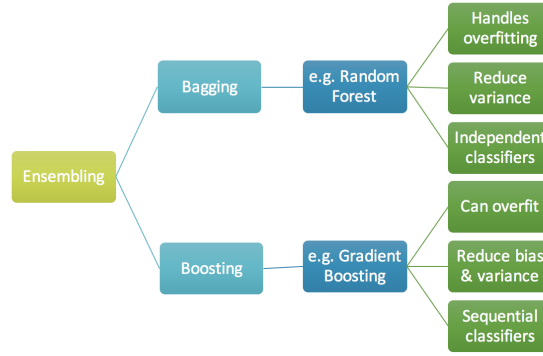 Ensembling
Bagging
e.g. Random
Forest
Handles
overfitting
Reduce
variance
Independent
classifiers
Boosting
e.g. Gradient
Boosting
Can overfit
Reduce bias
& variance
Sequential
classifiers